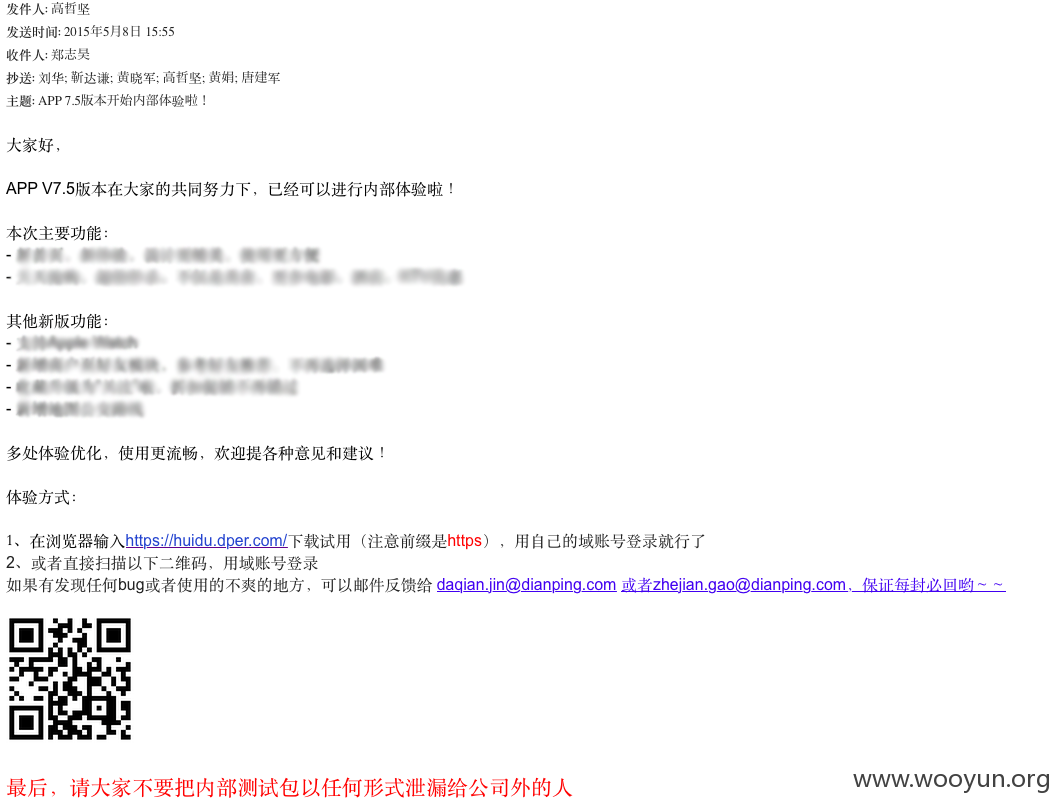 发件人: 高哲坚
发送时间: 2015年5月8日 15:55
收件人: 郑志昊
抄送: 刘华; 靳达谦; 黄晓军; 高哲坚; 黄娟; 唐建军
主题: APP 7.5版本开始内部体验啦！
大家好，
APP V7.5版本在大家的共同努力下，已经可以进行内部体验啦！
本次主要功能：
-
-
其他新版功能：
- 支持Apple Watch
-
-
-
多处体验优化，使用更流畅，欢迎提各种意见和建议！
体验方式：
1、在浏览器输入https://huidu.dper.com/下载试用（注意前缀是https），用自己的域账号登录就行了
2、或者直接扫描以下二维码，用域账号登录
如果有发现任何bug或者使用的不爽的地方，可以邮件反馈给 daqian.jin@dianping.com 或者zhejian.gao@dianping.com，保证每封必回哟~ ~
最后，请大家不要把内部测试包以任何形式泄漏给公司外的人
www.wooyun.org